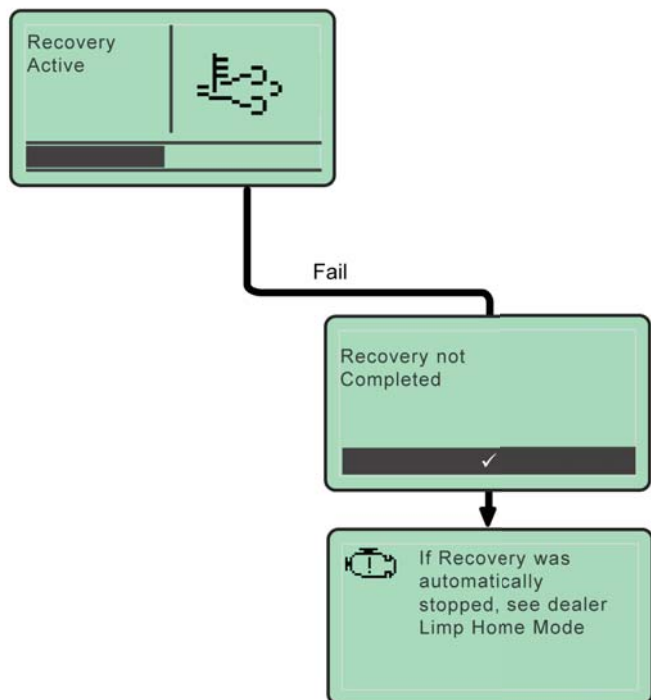 Recovery
Active
Fail
Recovery not
Completed
If Recovery was
automatically
stopped, see dealer
Limp Home Mode